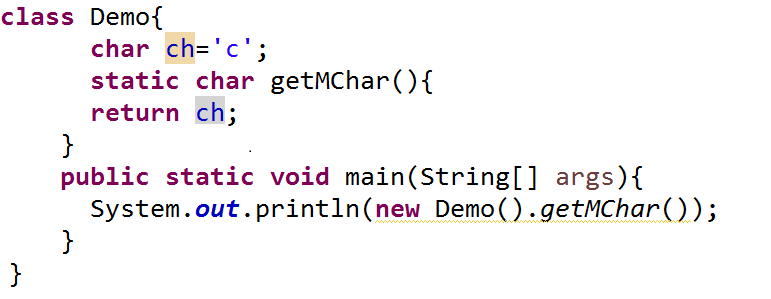 class Demo{
char ch='c';
static char getMChar(){
return ch;
}
public static void main(String[] args){
System.out.println(new Demo().getMChar());
}
}